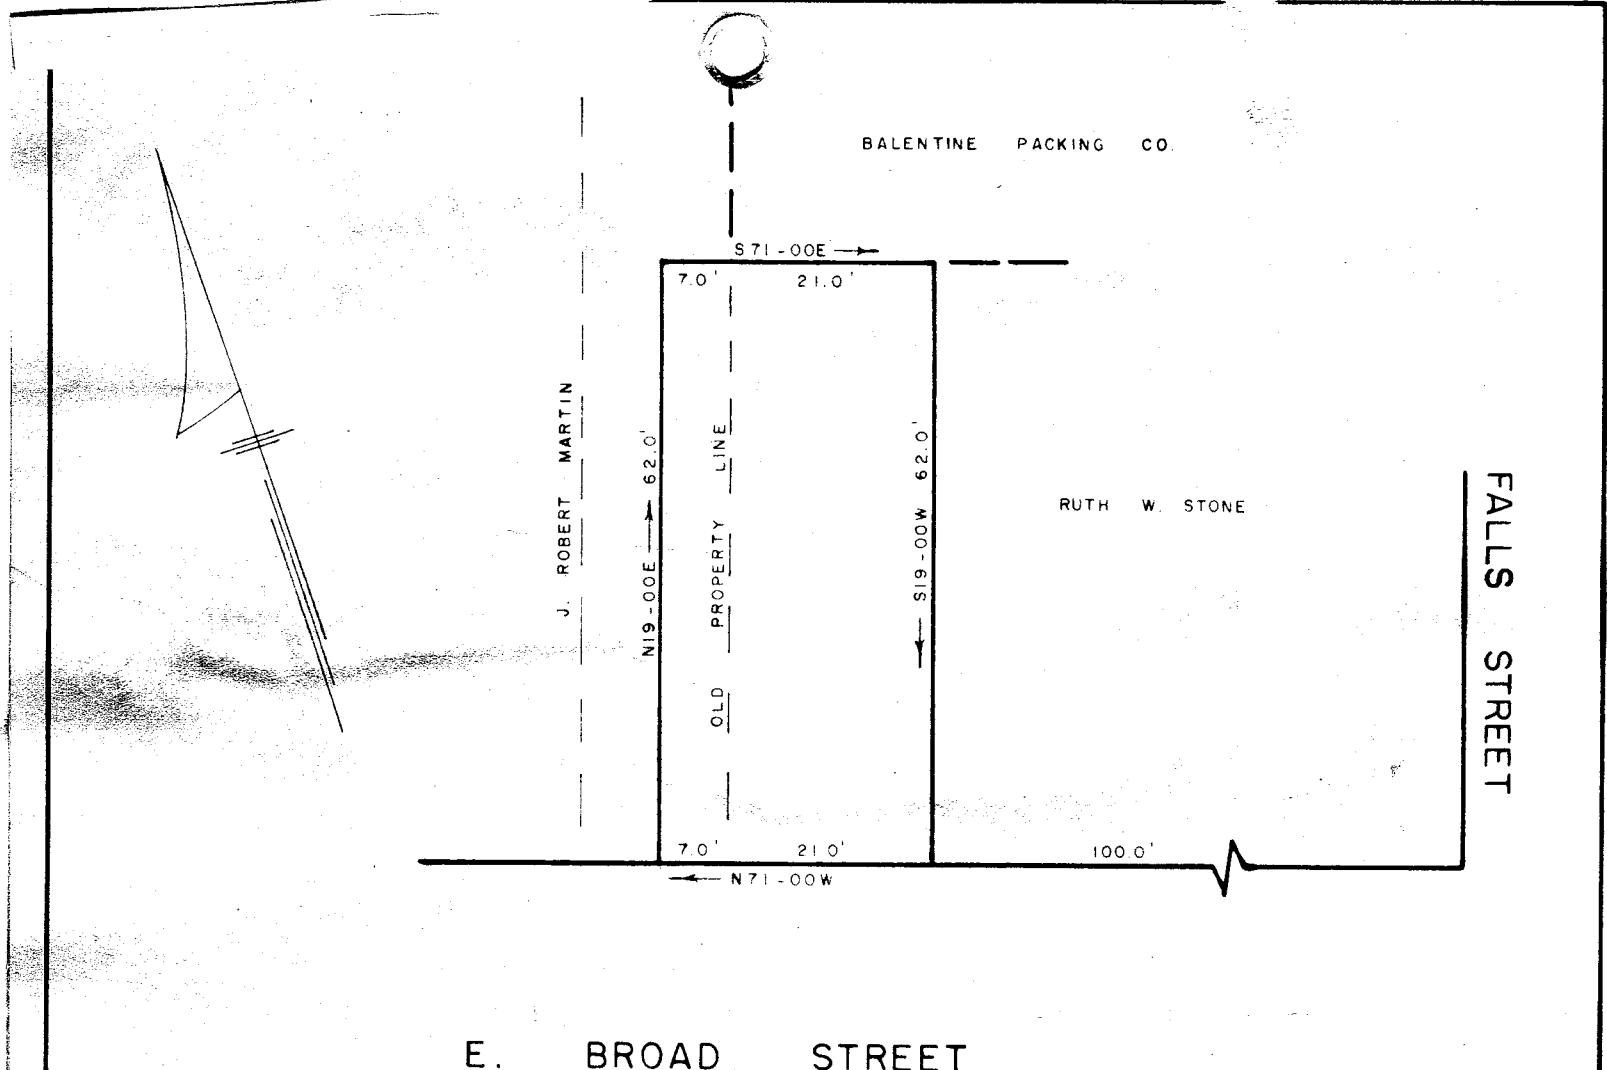 BALENTINE PACKING CO.
S 71-00E
7.0' 21.0'
J. ROBERT MARTIN
N19-00E 62.0'
OLD PROPERTY LINE
S19-00W 62.0'
RUTH W. STONE
FALLS STREET
7.0' 21.0' 100.0'
N71-00W
E. BROAD STREET